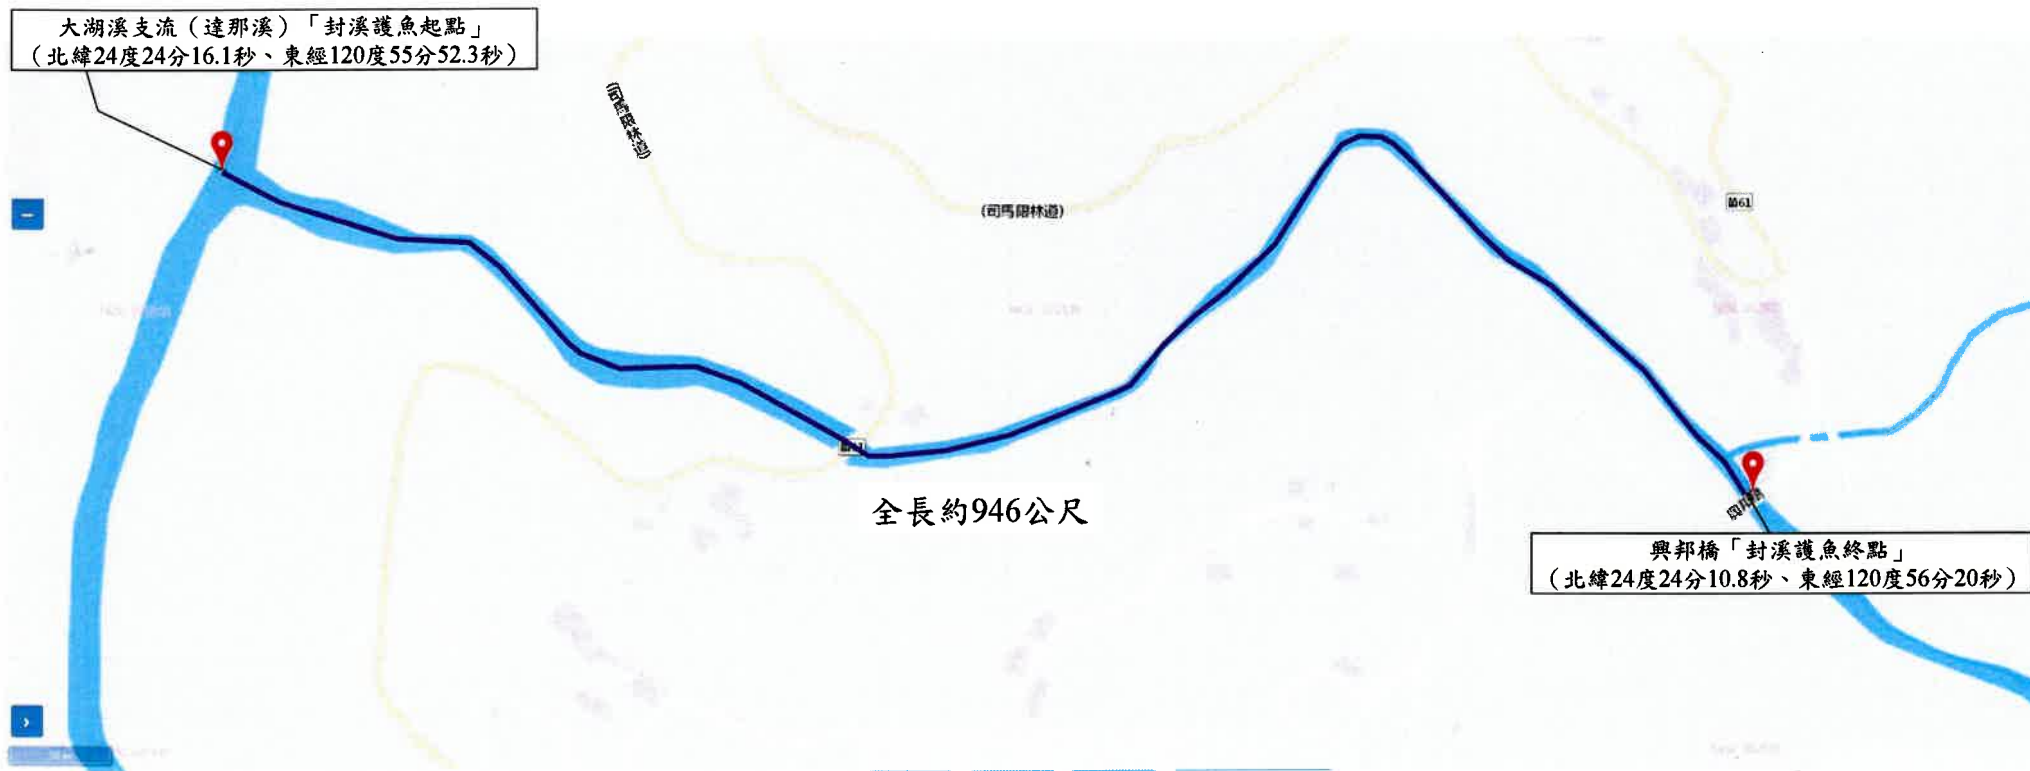 大湖溪支流（達那溪）「封溪護魚起點」
（北緯24度24分16.1秒、東經120度55分52.3秒）
(司馬限林道)
(司馬限林道)
苗61
全長約946公尺
興邦橋「封溪護魚終點」
（北緯24度24分10.8秒、東經120度56分20秒）